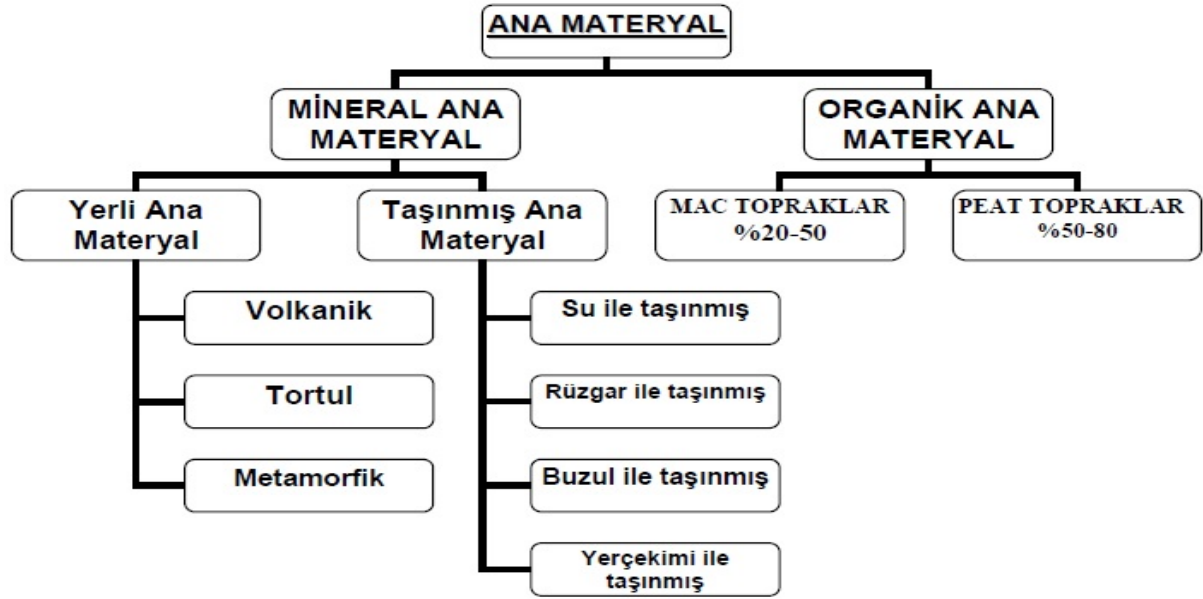 ANA MATERYAL
MİNERAL ANA
MATERYAL
ORGANİK ANA
MATERYAL
Yerli Ana
Materyal
Taşınmış Ana
Materyal
MAC TOPRAKLAR
%20-50
PEAT TOPRAKLAR
%50-80
Volkanik
Su ile taşınmış
Tortul
Rüzgar ile taşınmış
Metamorfik
Buzul ile taşınmış
Yerçekimi ile
taşınmış